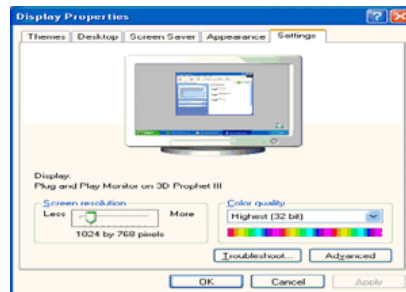 Display Properties
Themes Desktop Screen Saver Appearance Settings
Display:
Plug and Play Monitor on 3D Prophet III
Screen resolution
Less More
1024 by 768 pixels
Color quality
Highest (32 bit)
Troubleshoot... Advanced
OK Cancel Apply